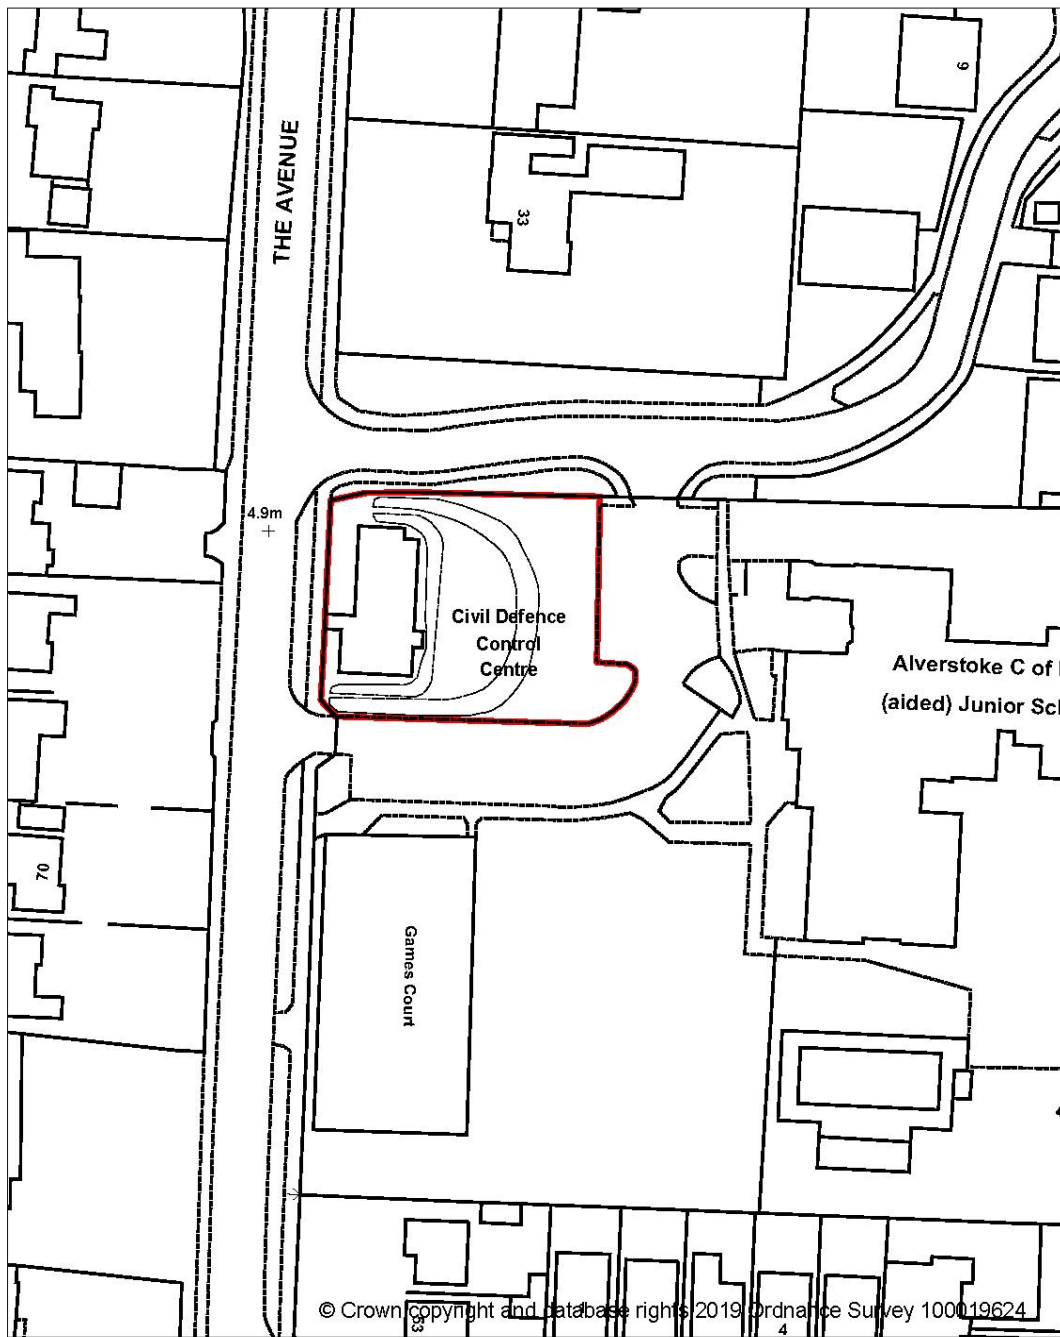 9
THE AVENUE
33
4.9m
Civil Defence
Control
Centre
Alverstoke C of
(aided) Junior Sc
70
Games Court
© Crown copyright and database rights 2019 Ordnance Survey 100019624
53
4